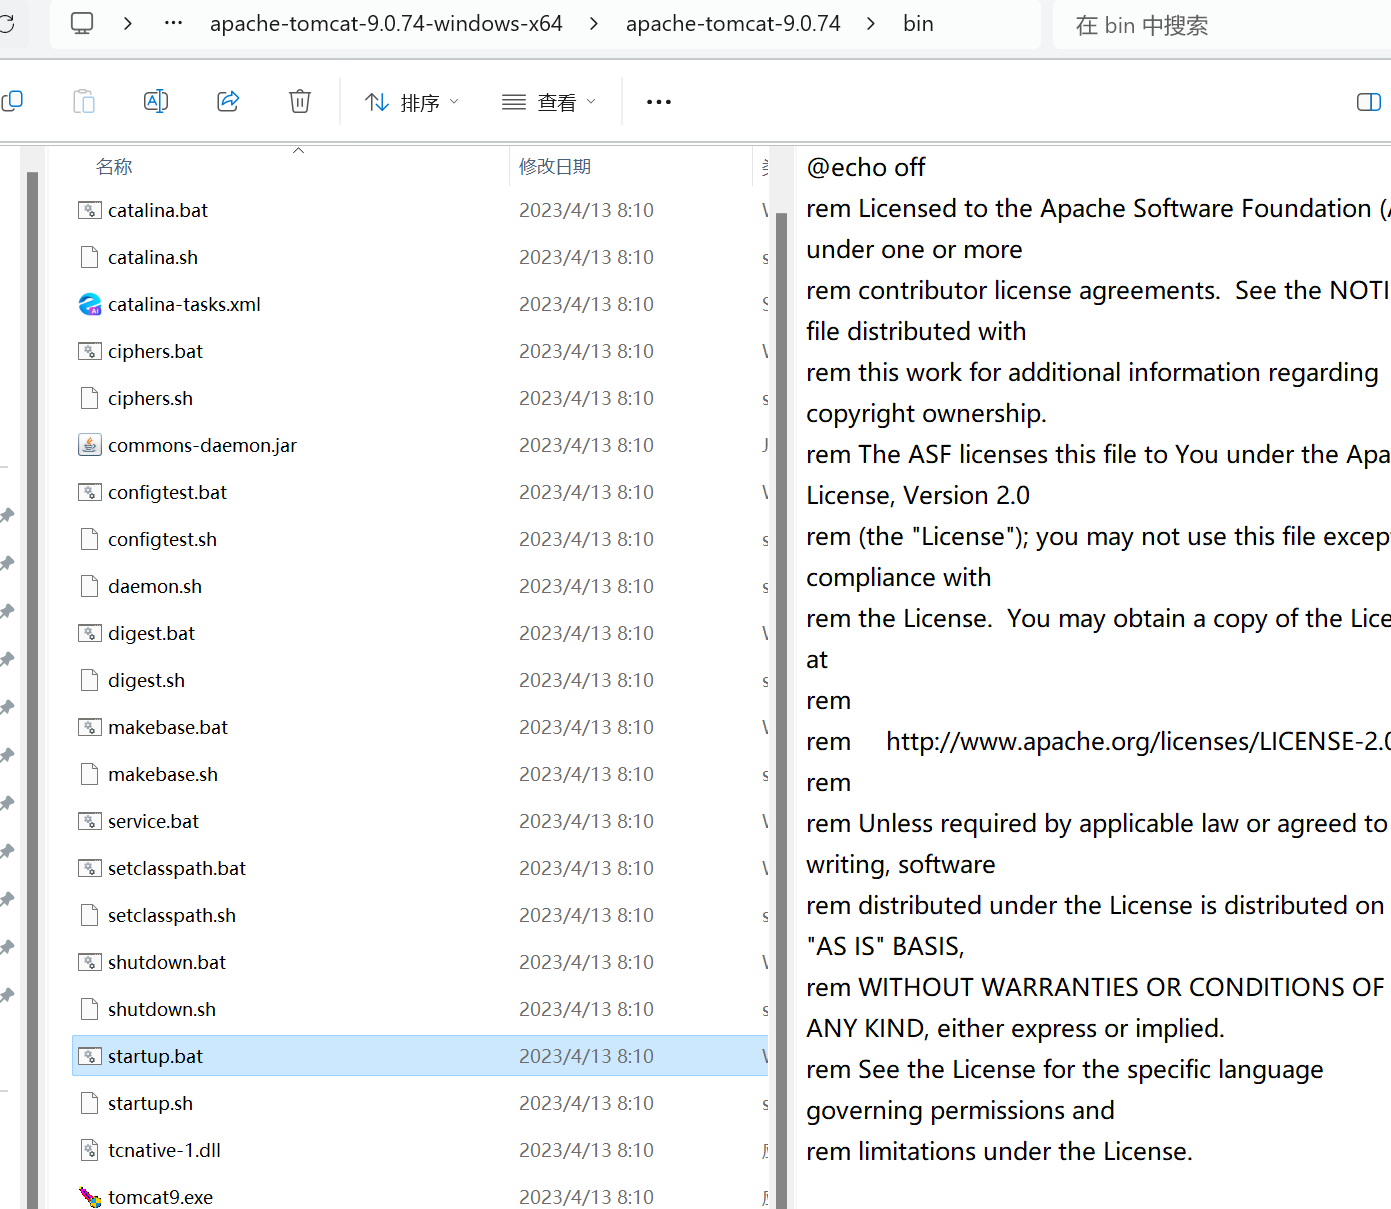 apache-tomcat-9.0.74-windows-x64 > apache-tomcat-9.0.74 > bin
在 bin 中搜索
排序
查看
名称
修改日期
catalina.bat 2023/4/13 8:10
catalina.sh 2023/4/13 8:10
catalina-tasks.xml 2023/4/13 8:10
ciphers.bat 2023/4/13 8:10
ciphers.sh 2023/4/13 8:10
commons-daemon.jar 2023/4/13 8:10
configtest.bat 2023/4/13 8:10
configtest.sh 2023/4/13 8:10
daemon.sh 2023/4/13 8:10
digest.bat 2023/4/13 8:10
digest.sh 2023/4/13 8:10
makebase.bat 2023/4/13 8:10
makebase.sh 2023/4/13 8:10
service.bat 2023/4/13 8:10
setclasspath.bat 2023/4/13 8:10
setclasspath.sh 2023/4/13 8:10
shutdown.bat 2023/4/13 8:10
shutdown.sh 2023/4/13 8:10
startup.bat 2023/4/13 8:10
startup.sh 2023/4/13 8:10
tcnative-1.dll 2023/4/13 8:10
tomcat9.exe 2023/4/13 8:10
@echo off
rem Licensed to the Apache Software Foundation (
under one or more
rem contributor license agreements.  See the NOTI
file distributed with
rem this work for additional information regarding
copyright ownership.
rem The ASF licenses this file to You under the Apa
License, Version 2.0
rem (the "License"); you may not use this file excep
compliance with
rem the License.  You may obtain a copy of the Lice
at
rem
rem     http://www.apache.org/licenses/LICENSE-2.0
rem
rem Unless required by applicable law or agreed to
writing, software
rem distributed under the License is distributed on
"AS IS" BASIS,
rem WITHOUT WARRANTIES OR CONDITIONS OF
ANY KIND, either express or implied.
rem See the License for the specific language
governing permissions and
rem limitations under the License.